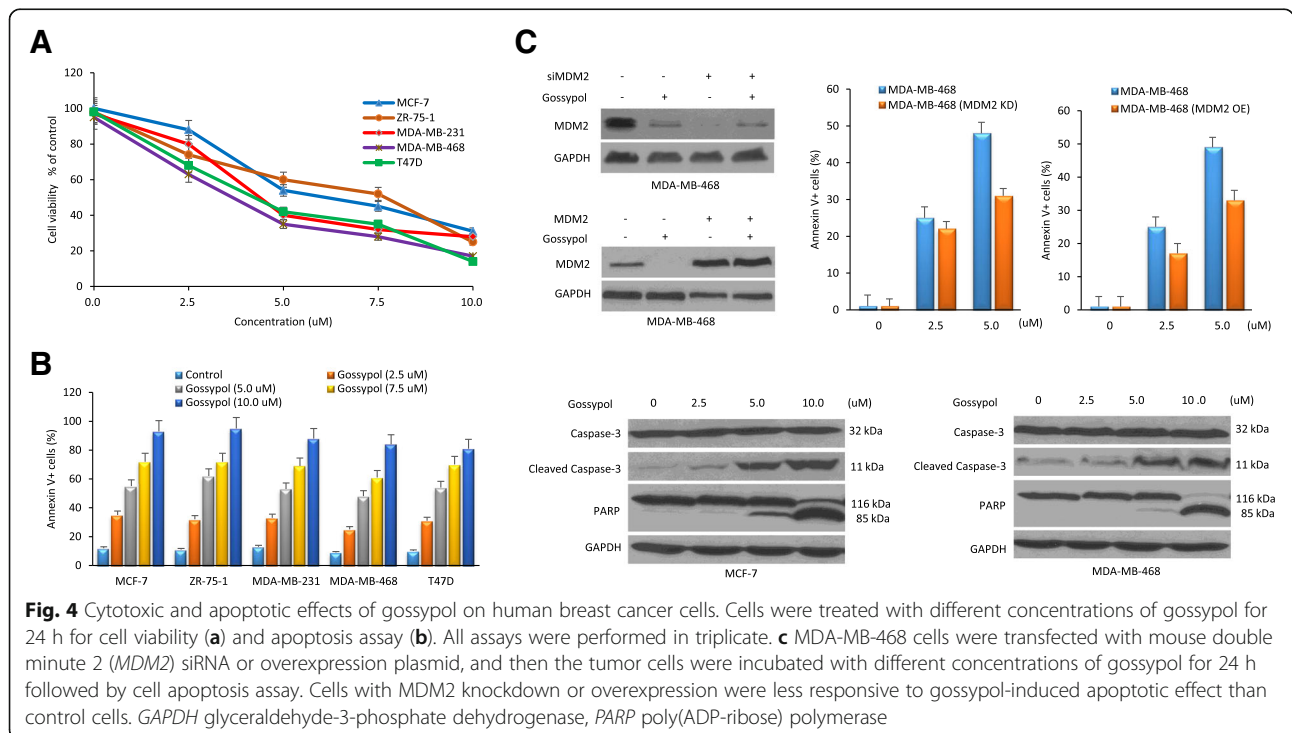 A
Cell viability % of control
120
100
80
60
40
20
0
0.0 2.5 5.0 7.5 10.0
Concentration (uM)
MCF-7
ZR-75-1
MDA-MB-231
MDA-MB-468
T47D
B
Control Gossypol (2.5 uM)
Gossypol (5.0 uM) Gossypol (7.5 uM)
Gossypol (10.0 uM)
Annexin V+ cells (%)
120
100
80
60
40
20
0
MCF-7 ZR-75-1 MDA-MB-231 MDA-MB-468 T47D
C
siMDM2 - - + +
Gossypol - + - +
MDM2
GAPDH
MDA-MB-468
MDM2 - - + +
Gossypol - + - +
MDM2
GAPDH
MDA-MB-468
MDA-MB-468
MDA-MB-468 (MDM2 KD)
Annexin V+ cells (%)
60
50
40
30
20
10
0
0 2.5 5.0 (uM)
MDA-MB-468
MDA-MB-468 (MDM2 OE)
Annexin V+ cells (%)
60
50
40
30
20
10
0
0 2.5 5.0 (uM)
Gossypol 0 2.5 5.0 10.0 (uM)
Caspase-3 32 kDa
Cleaved Caspase-3 11 kDa
PARP 116 kDa
85 kDa
GAPDH
MCF-7
Gossypol 0 2.5 5.0 10.0 (uM)
Caspase-3 32 kDa
Cleaved Caspase-3 11 kDa
PARP 116 kDa
85 kDa
GAPDH
MDA-MB-468
Fig. 4 Cytotoxic and apoptotic effects of gossypol on human breast cancer cells. Cells were treated with different concentrations of gossypol for
24 h for cell viability (a) and apoptosis assay (b). All assays were performed in triplicate. c MDA-MB-468 cells were transfected with mouse double
minute 2 (MDM2) siRNA or overexpression plasmid, and then the tumor cells were incubated with different concentrations of gossypol for 24 h
followed by cell apoptosis assay. Cells with MDM2 knockdown or overexpression were less responsive to gossypol-induced apoptotic effect than
control cells. GAPDH glyceraldehyde-3-phosphate dehydrogenase, PARP poly(ADP-ribose) polymerase